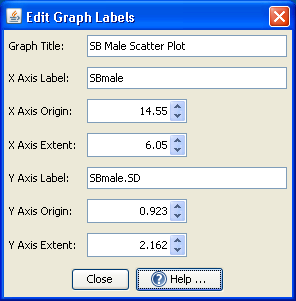 Edit Graph Labels
Graph Title: SB Male Scatter Plot
X Axis Label: SBmale
X Axis Origin: 14.55
X Axis Extent: 6.05
Y Axis Label: SBmale.SD
Y Axis Origin: 0.923
Y Axis Extent: 2.162
Close ? Help ...